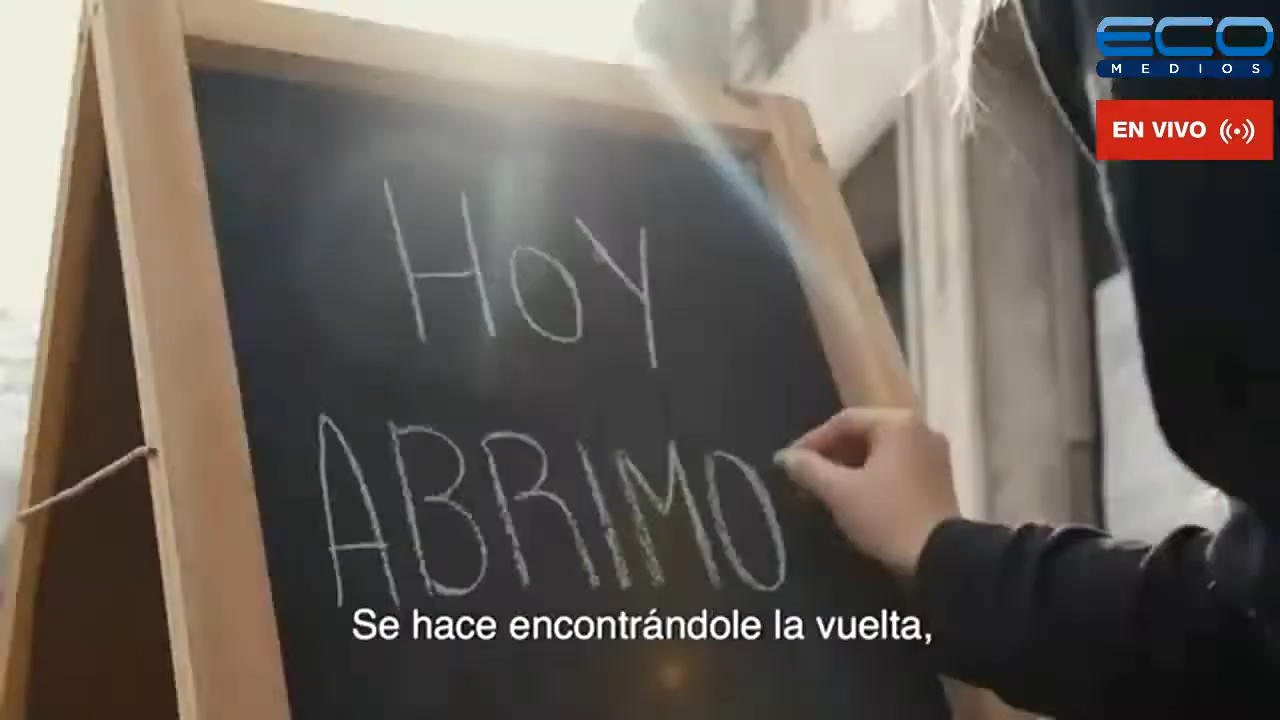 ECO
MEDIOS
EN VIVO
HOY
ABRIMO
Se hace encontrándole la vuelta,